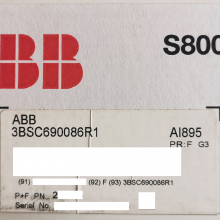 ABB S800
ABB
3BSC690086R1 AI895
PR:F G3
(91) (92) F (93) 3BSC690086R1
P+F PN 2
Serial No.